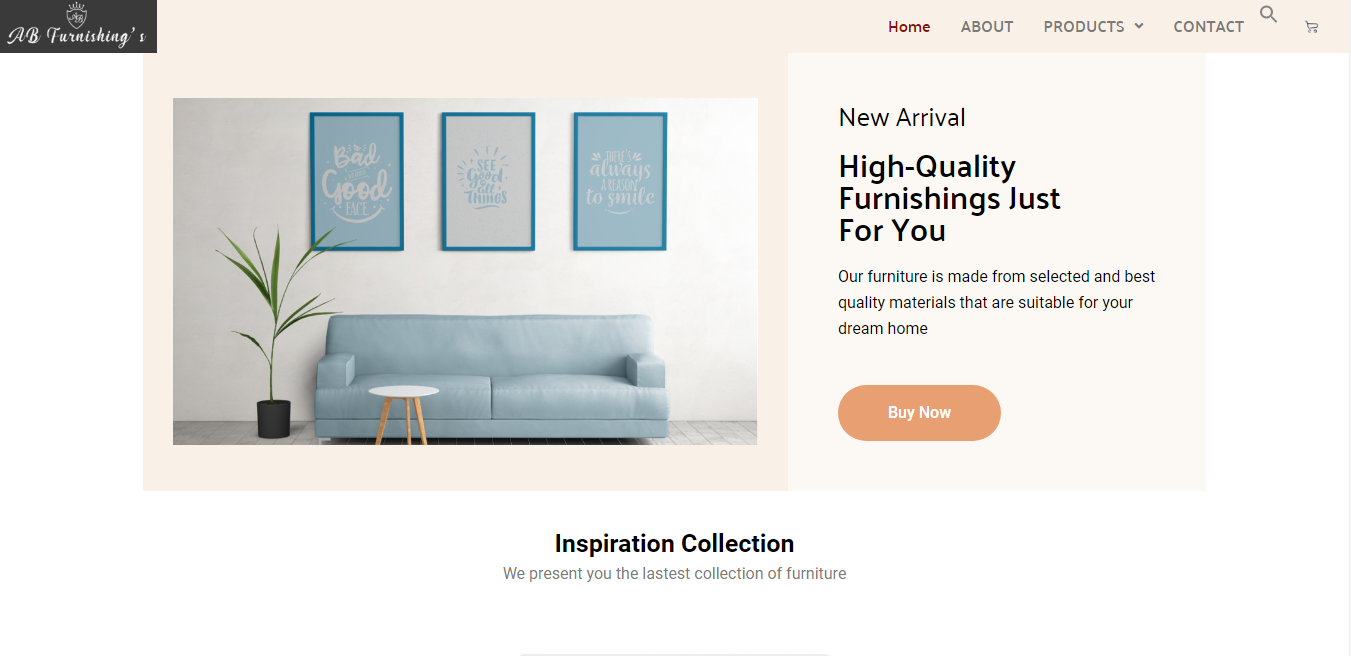 AB
AB Furnishing's
Home ABOUT PRODUCTS CONTACT
Bad
Good
FACE
SEE
Good
in all
THINGS
THERE'S
always
A REASON
to smile
New Arrival
High-Quality
Furnishings Just
For You
Our furniture is made from selected and best
quality materials that are suitable for your
dream home
Buy Now
Inspiration Collection
We present you the lastest collection of furniture